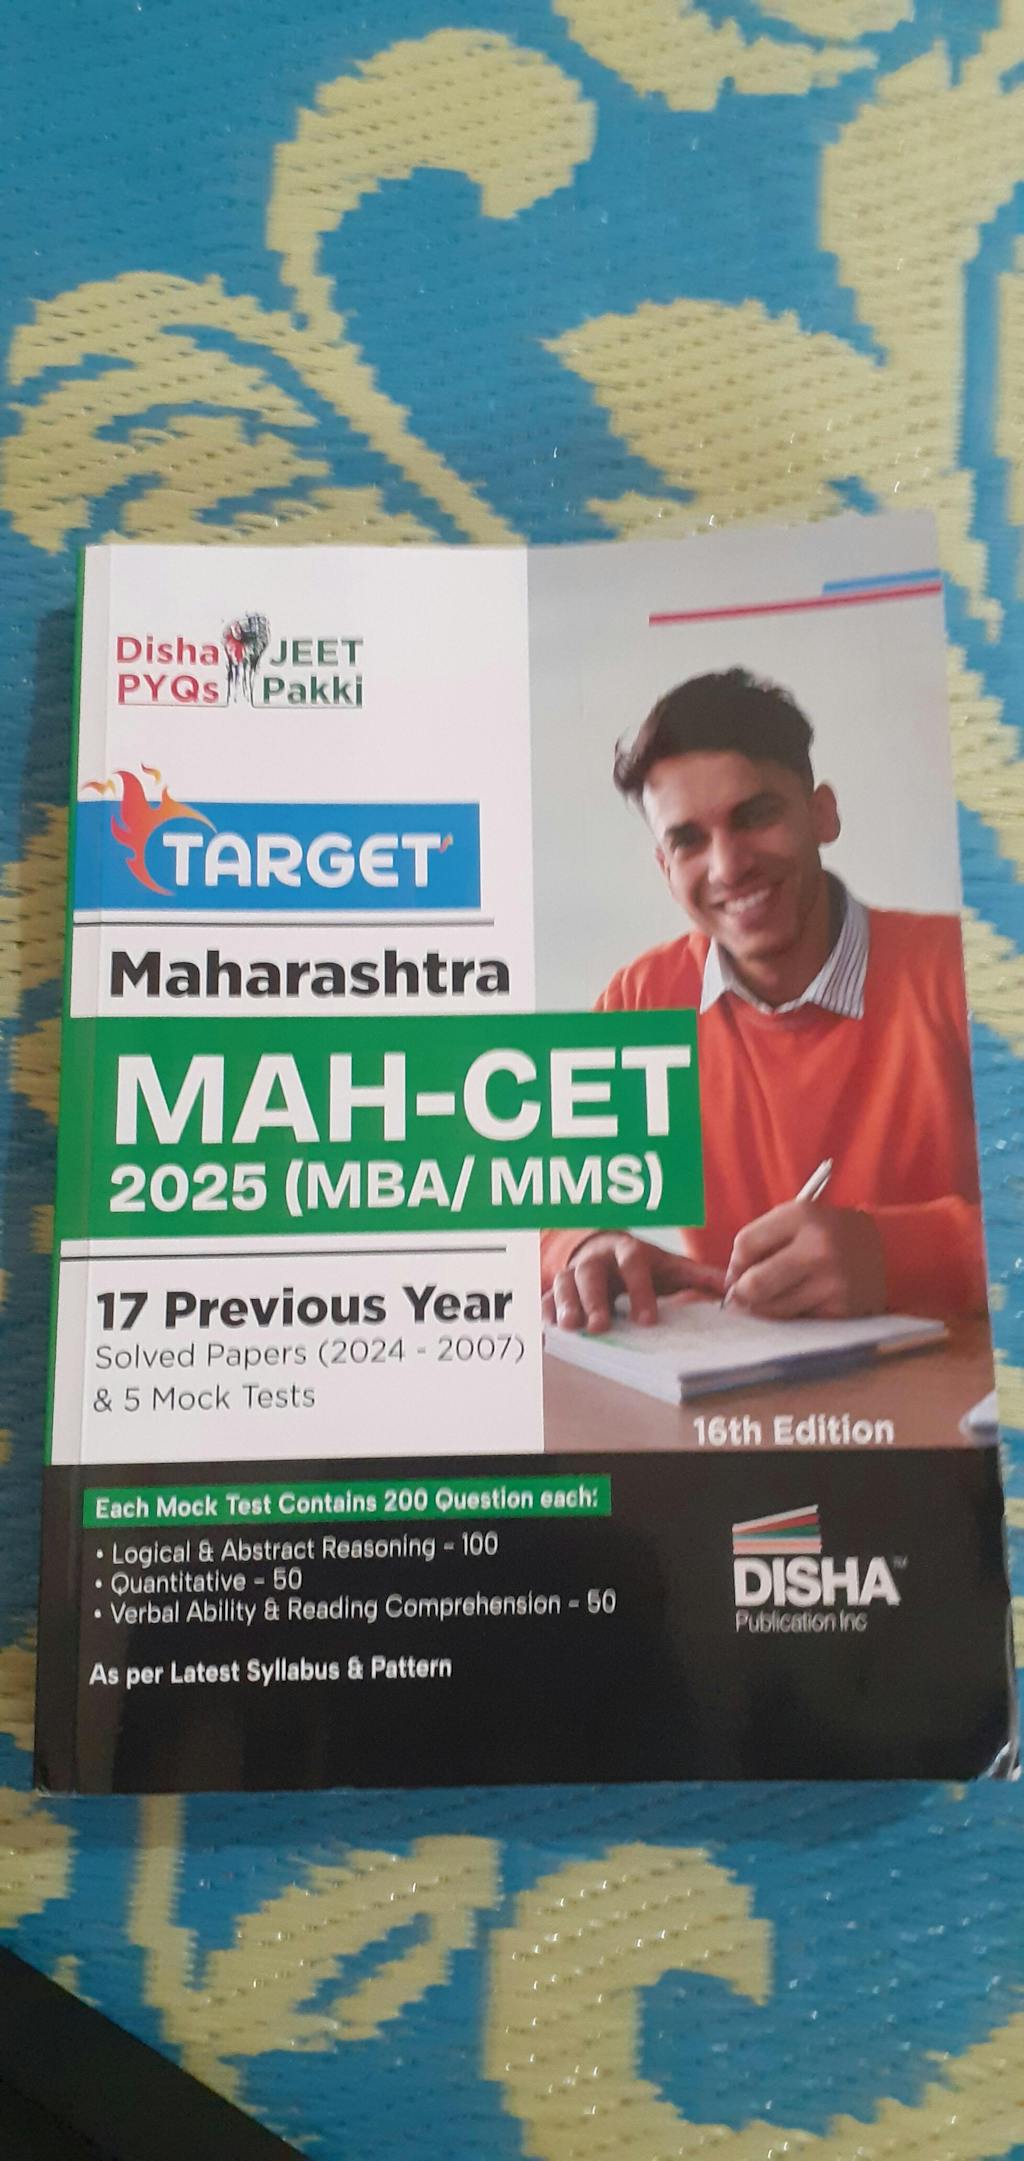 Disha JEET
PYQs Pakki
TARGET
Maharashtra
MAH-CET
2025 (MBA/ MMS)
17 Previous Year
Solved Papers (2024 - 2007)
& 5 Mock Tests
16th Edition
Each Mock Test Contains 200 Question each:
• Logical & Abstract Reasoning - 100
• Quantitative - 50
• Verbal Ability & Reading Comprehension - 50
As per Latest Syllabus & Pattern
DISHA™
Publication Inc